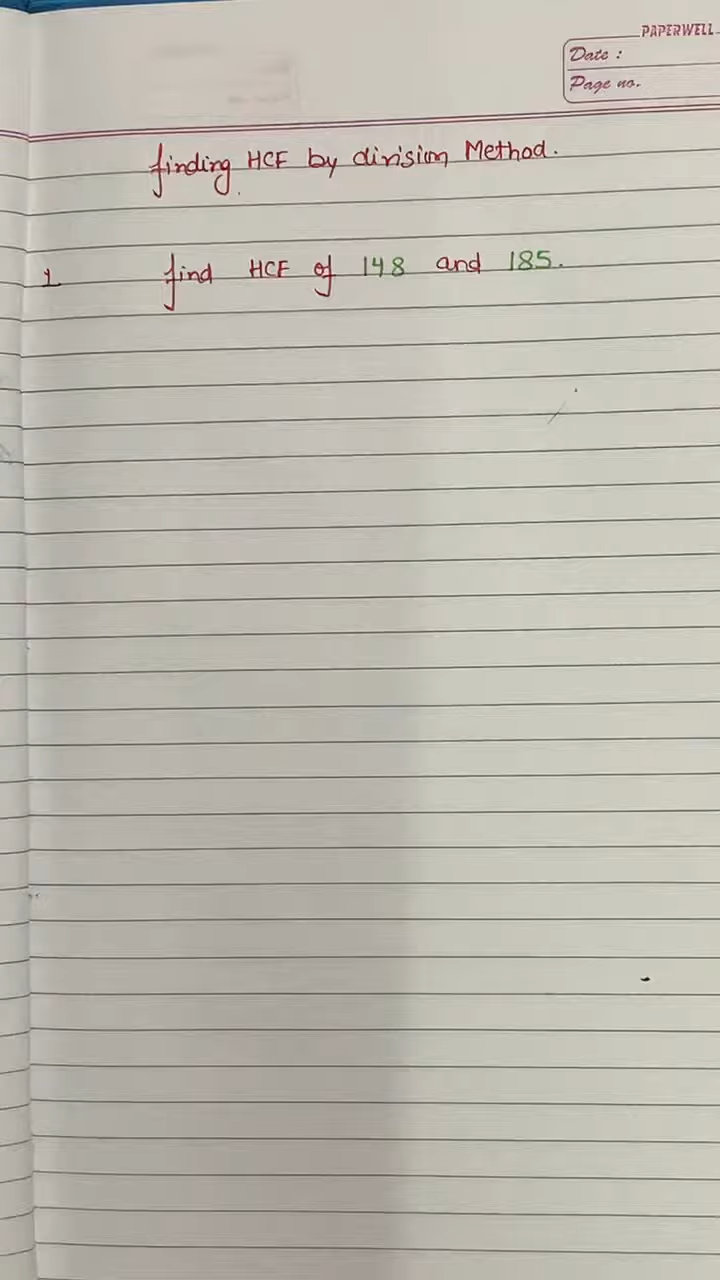 PAPERWELL
Date :
Page no.
finding HCF by division Method.
1 find HCF of 148 and 185.